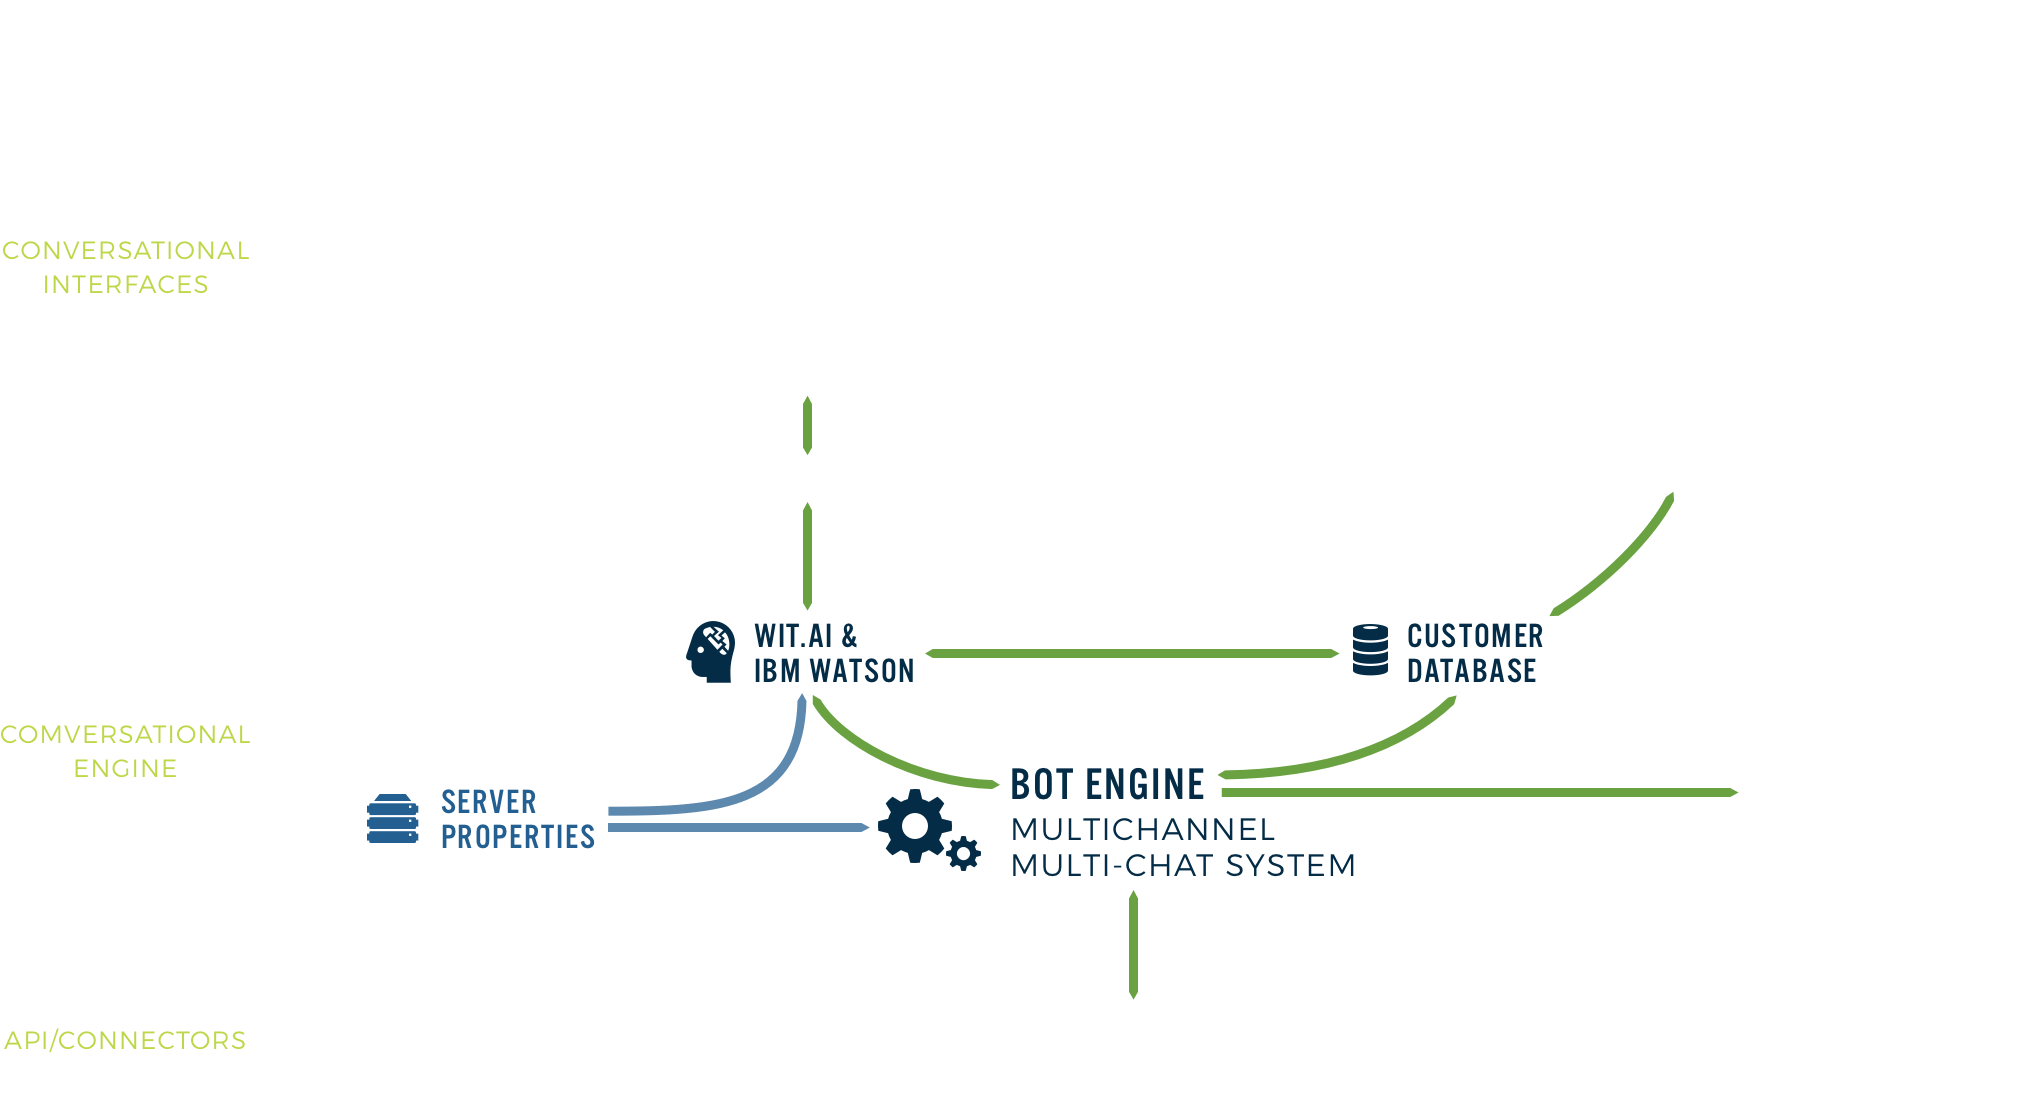 CONVERSATIONAL
INTERFACES
WIT.AI &
IBM WATSON
CUSTOMER
DATABASE
COMVERSATIONAL
ENGINE
SERVER
PROPERTIES
BOT ENGINE
MULTICHANNEL
MULTI-CHAT SYSTEM
API/CONNECTORS